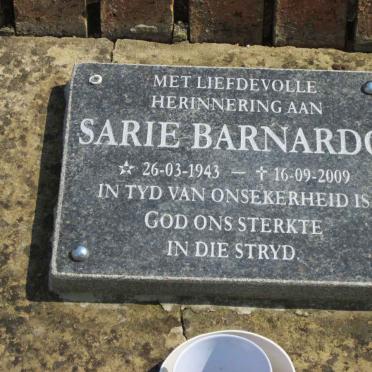 MET LIEFDEVOLLE
HERINNERING AAN
SARIE BARNARDO
☆ 26-03-1943 — ✝ 16-09-2009
IN TYD VAN ONSEKERHEID IS
GOD ONS STERKTE
IN DIE STRYD.